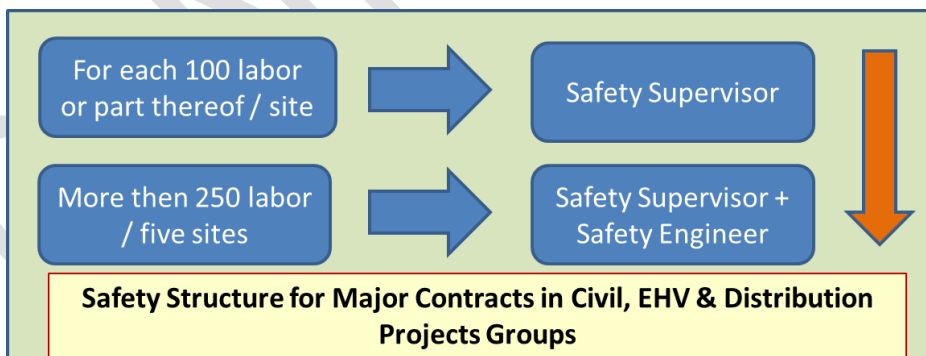 For each 100 labor
or part thereof / site
Safety Supervisor
More then 250 labor
/ five sites
Safety Supervisor +
Safety Engineer
Safety Structure for Major Contracts in Civil, EHV & Distribution
Projects Groups